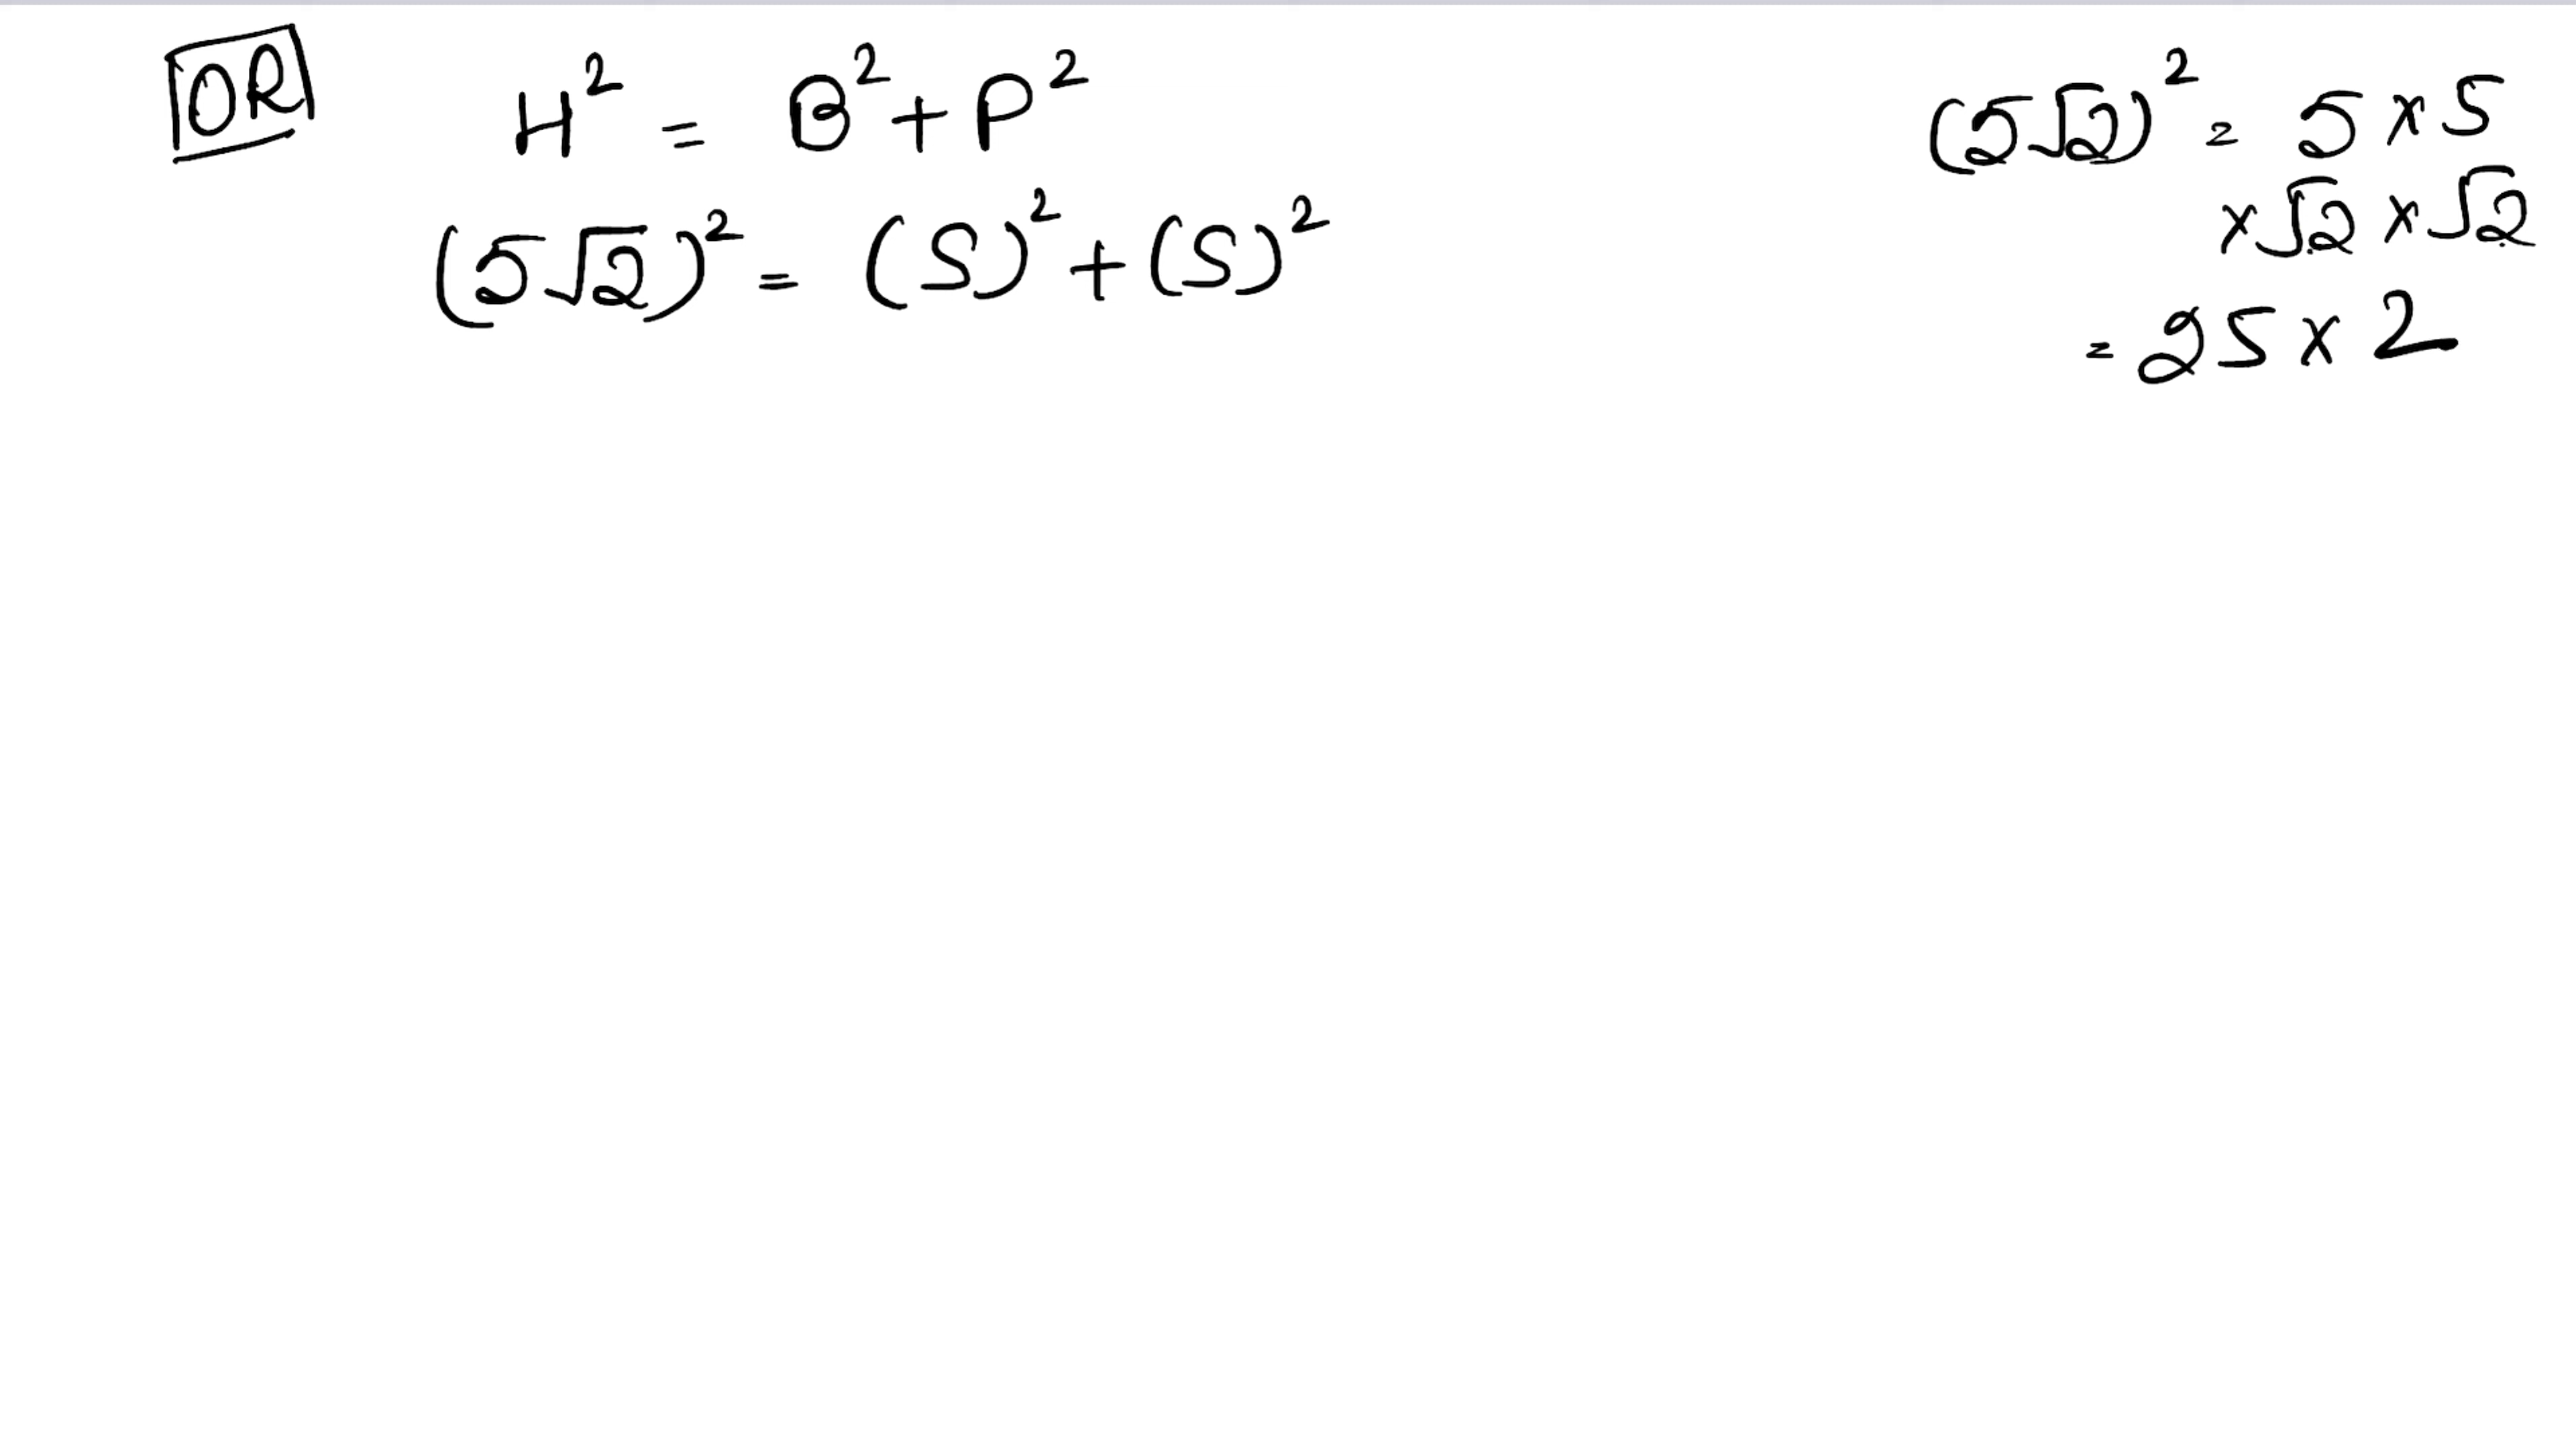 OR
H² = B² + P²
(5√2)² = (S)² + (S)²
(5√2)² = 5 × 5
× √2 × √2
= 25 × 2